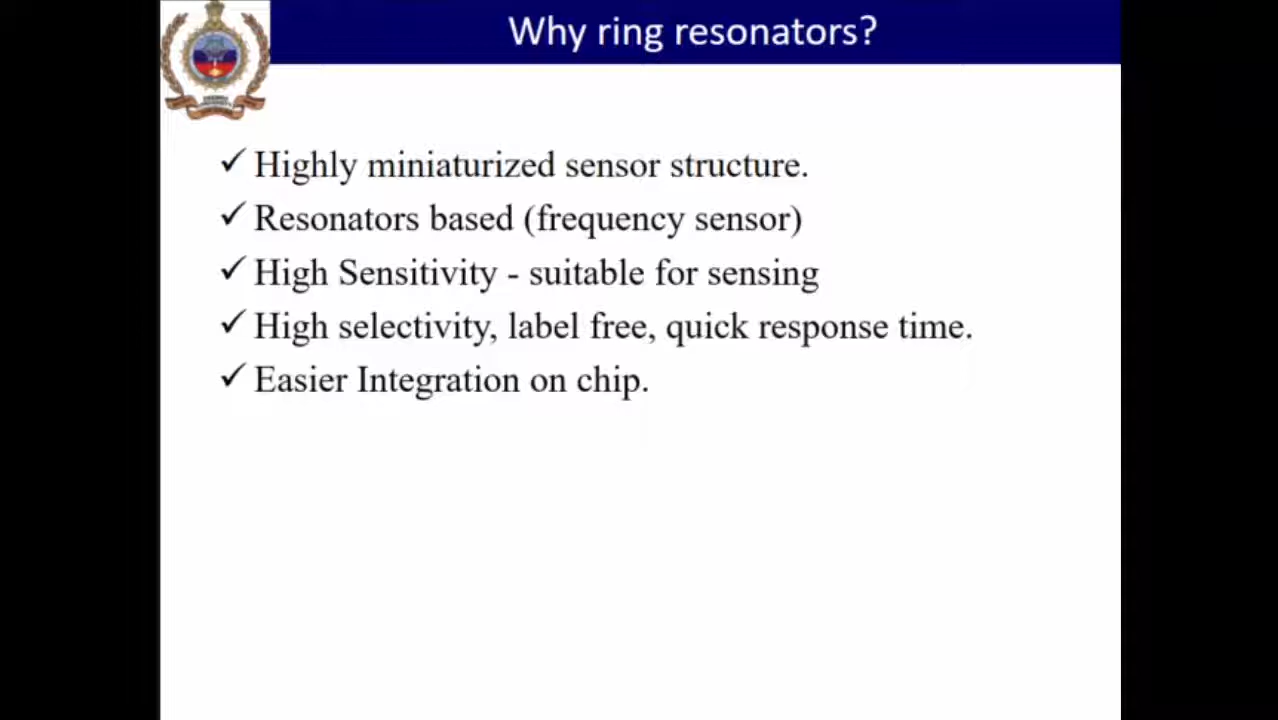 Why ring resonators?
✓ Highly miniaturized sensor structure.
✓ Resonators based (frequency sensor)
✓ High Sensitivity - suitable for sensing
✓ High selectivity, label free, quick response time.
✓ Easier Integration on chip.